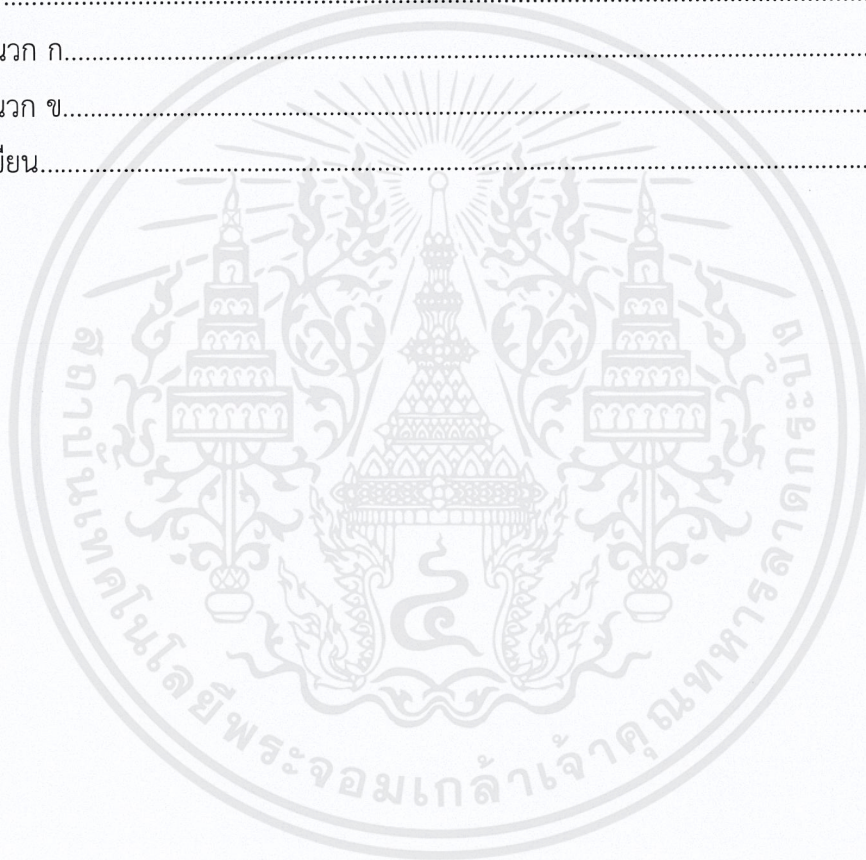 นวก ก
นวก ข
ขียน
สถาบันเทคโนโลยีพระจอมเกล้าเจ้าคุณทหารลาดกระบัง
๔